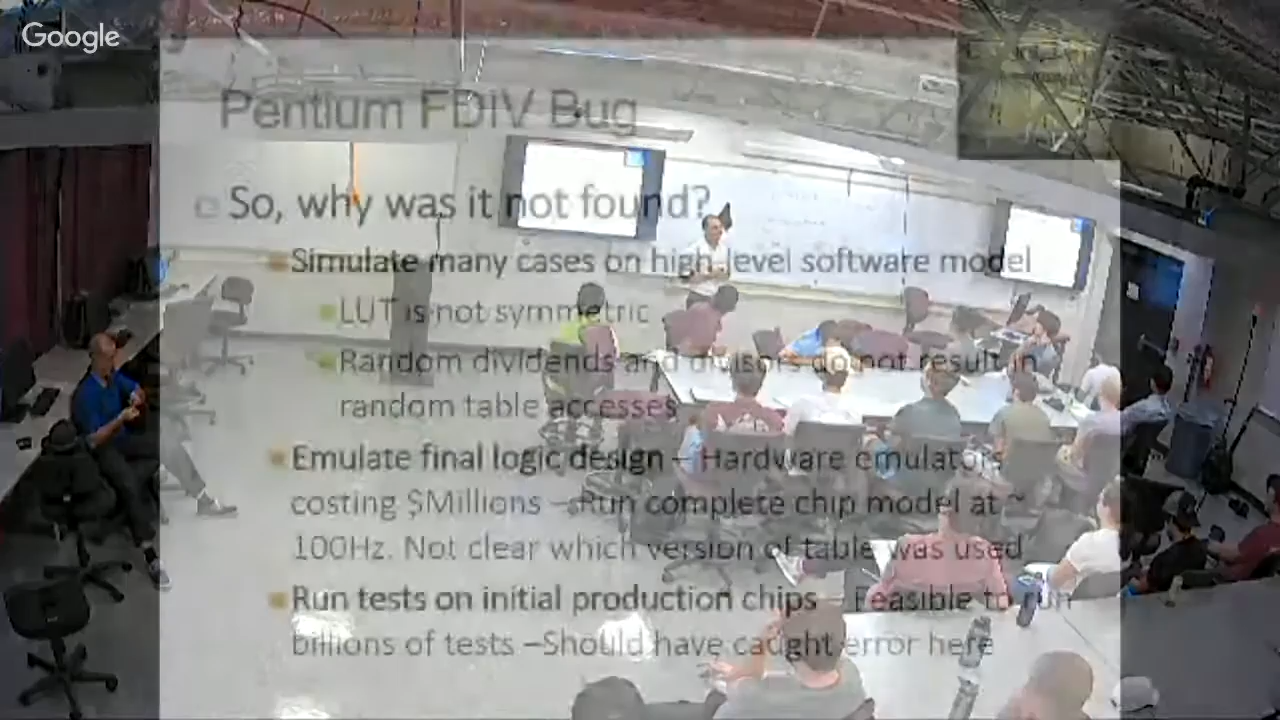 Google
Pentium FDIV Bug
So, why was it not found?
Simulate many cases on high level software model
LUT is not symmetric
Random dividends and divisors do not result in
random table accesses
Emulate final logic design – Hardware emulators
costing $Millions – Run complete chip model at ~
100Hz. Not clear which version of table was used
Run tests on initial production chips – Feasible to run
billions of tests –Should have caught error here